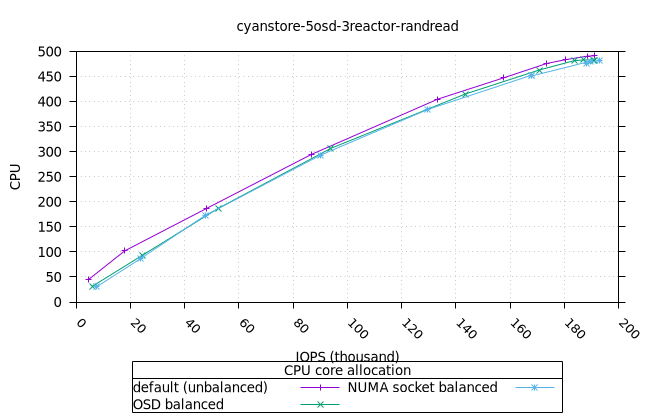 cyanstore-5osd-3reactor-randread
500
450
400
350
300
250
200
150
100
50
0
CPU
0 20 40 60 80 100 120 140 160 180 200
IOPS (thousand)
CPU core allocation
default (unbalanced) NUMA socket balanced
OSD balanced